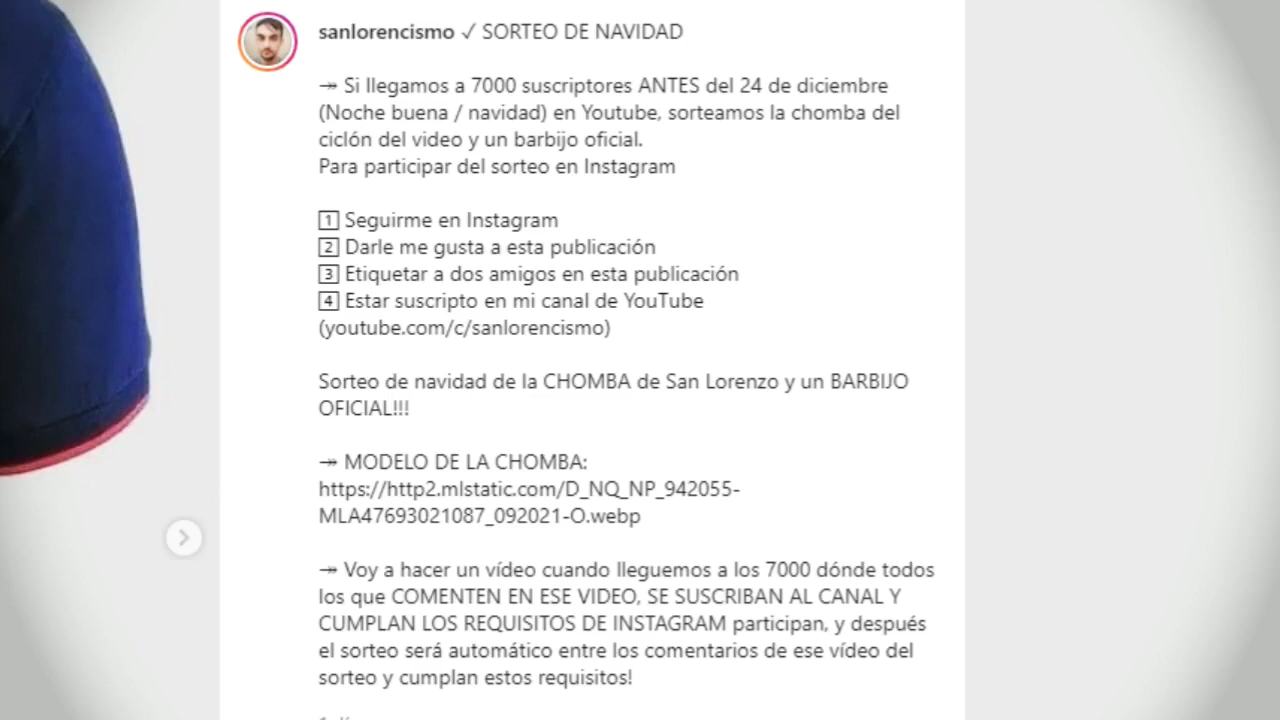 sanlorencismo ✓ SORTEO DE NAVIDAD
↠ Si llegamos a 7000 suscriptores ANTES del 24 de diciembre
(Noche buena / navidad) en Youtube, sorteamos la chomba del
ciclón del video y un barbijo oficial.
Para participar del sorteo en Instagram
1 Seguirme en Instagram
2 Darle me gusta a esta publicación
3 Etiquetar a dos amigos en esta publicación
4 Estar suscripto en mi canal de YouTube
(youtube.com/c/sanlorencismo)
Sorteo de navidad de la CHOMBA de San Lorenzo y un BARBIJO
OFICIAL!!!
↠ MODELO DE LA CHOMBA:
https://http2.mlstatic.com/D_NQ_NP_942055-
MLA47693021087_092021-O.webp
↠ Voy a hacer un vídeo cuando lleguemos a los 7000 dónde todos
los que COMENTEN EN ESE VIDEO, SE SUSCRIBAN AL CANAL Y
CUMPLAN LOS REQUISITOS DE INSTAGRAM participan, y después
el sorteo será automático entre los comentarios de ese vídeo del
sorteo y cumplan estos requisitos!